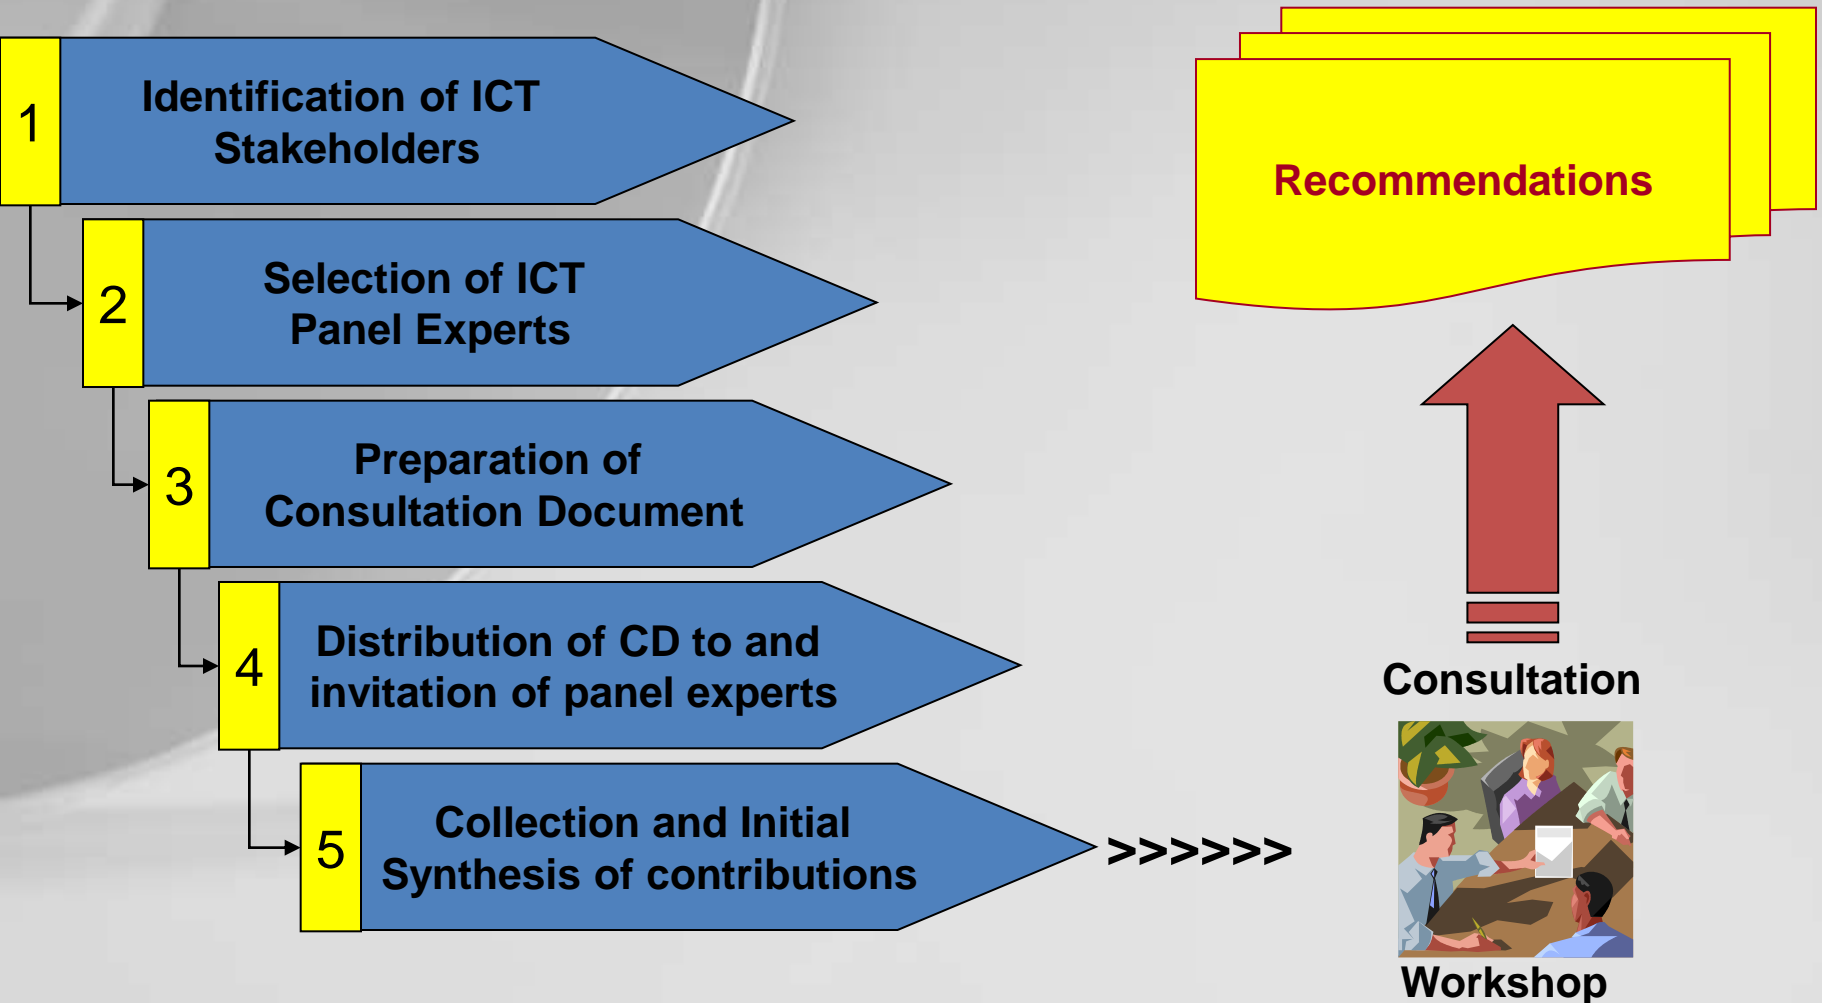 1
Identification of ICT
Stakeholders
2
Selection of ICT
Panel Experts
3
Preparation of
Consultation Document
4
Distribution of CD to and
invitation of panel experts
5
Collection and Initial
Synthesis of contributions
>>>>>>
Consultation
Workshop
Recommendations